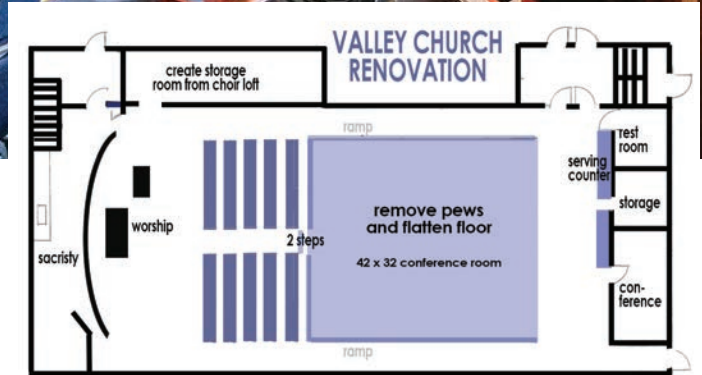 VALLEY CHURCH
RENOVATION
create storage
room from choir loft
ramp
rest
room
serving
counter
storage
remove pews
and flatten floor
worship
2 steps
sacristy
42 x 32 conference room
con-
ference
ramp